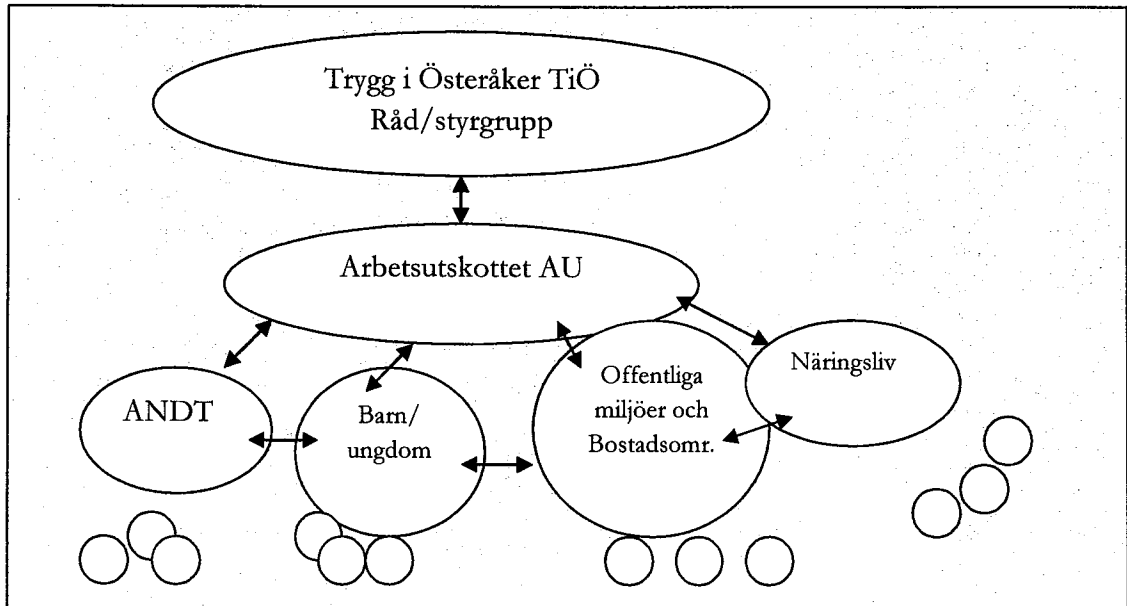 Trygg i Österåker TiÖ
Råd/styrgrupp
Arbetsutskottet AU
ANDT
Barn/
ungdom
Offentliga
miljöer och
Bostadsomr.
Näringsliv